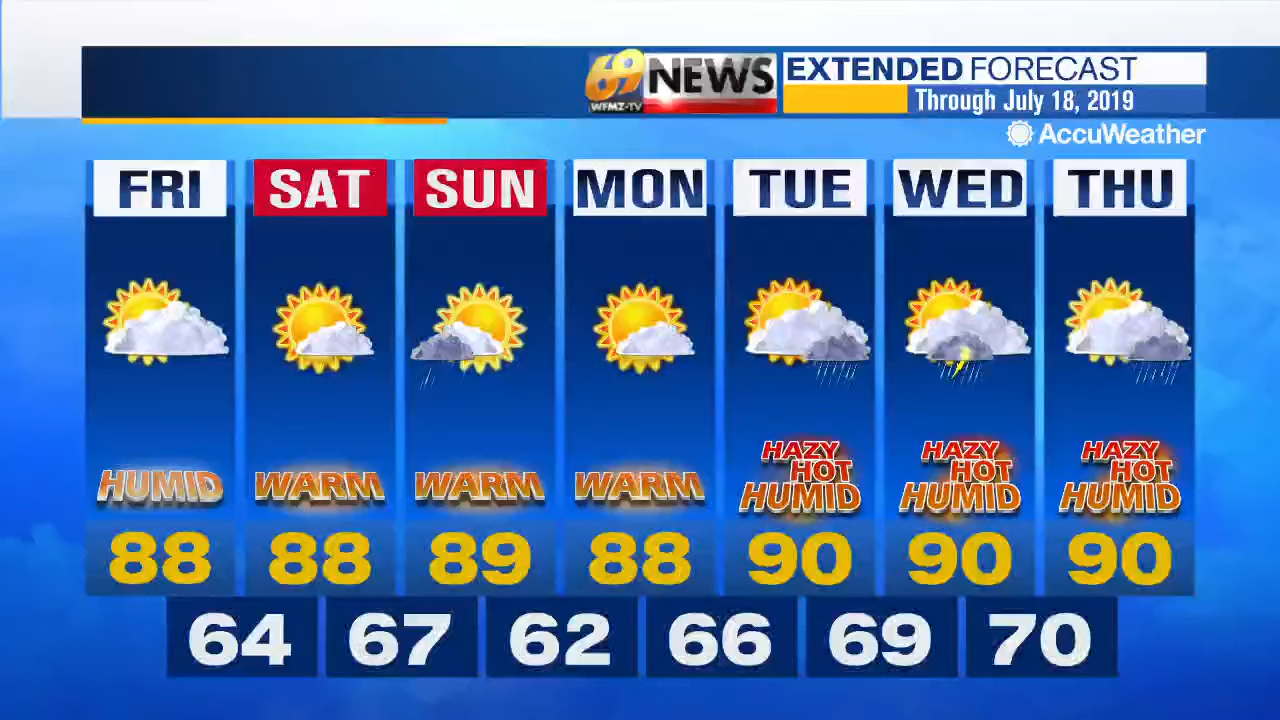 69 NEWS
WFMZ-TV
EXTENDED FORECAST
Through July 18, 2019
AccuWeather
FRI SAT SUN MON TUE WED THU
HUMID WARM WARM WARM HAZY HOT HUMID HAZY HOT HUMID HAZY HOT HUMID
88 88 89 88 90 90 90
64 67 62 66 69 70